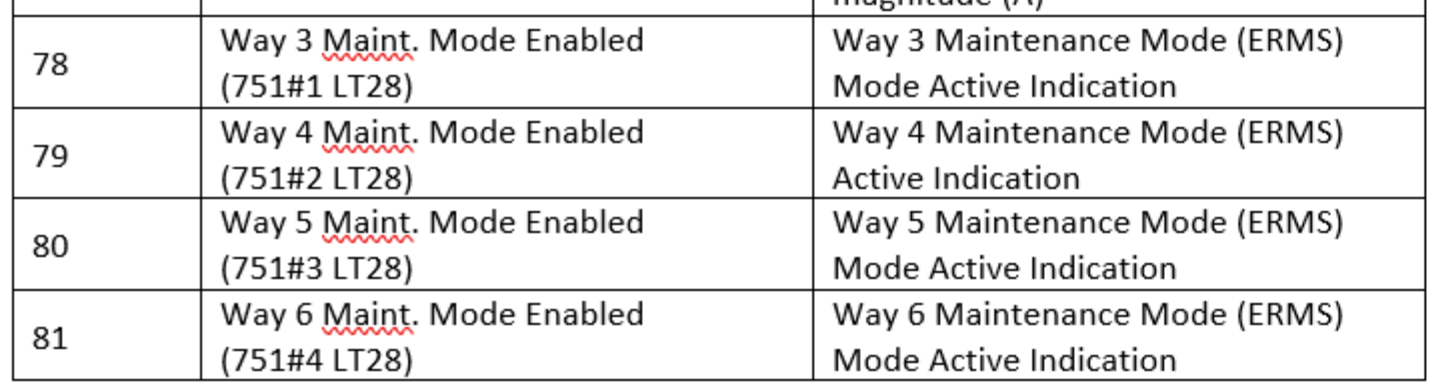 magnitude (A)
78
Way 3 Maint. Mode Enabled
(751#1 LT28)
Way 3 Maintenance Mode (ERMS)
Mode Active Indication
79
Way 4 Maint. Mode Enabled
(751#2 LT28)
Way 4 Maintenance Mode (ERMS)
Active Indication
80
Way 5 Maint. Mode Enabled
(751#3 LT28)
Way 5 Maintenance Mode (ERMS)
Mode Active Indication
81
Way 6 Maint. Mode Enabled
(751#4 LT28)
Way 6 Maintenance Mode (ERMS)
Mode Active Indication